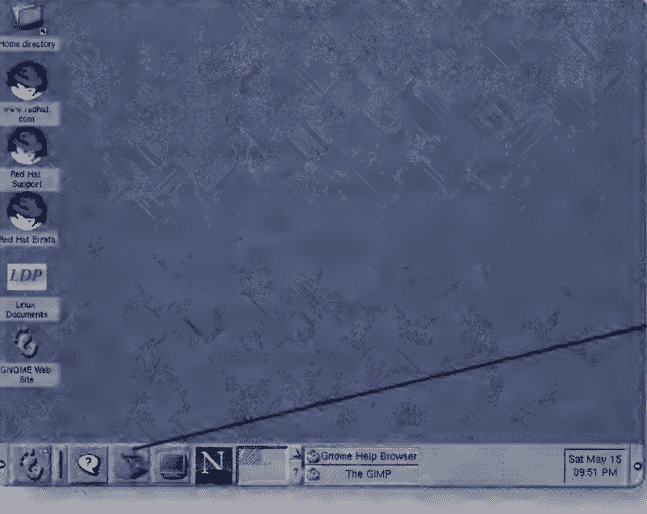 Home directory
www.redhat.
com
Red Hat
Support
Red Hat Errata
LDP
Linux
Documents
GNOME Web
Site
?
N
?
Gnome Help Browser
The GIMP
Sat May 15
09:51 PM